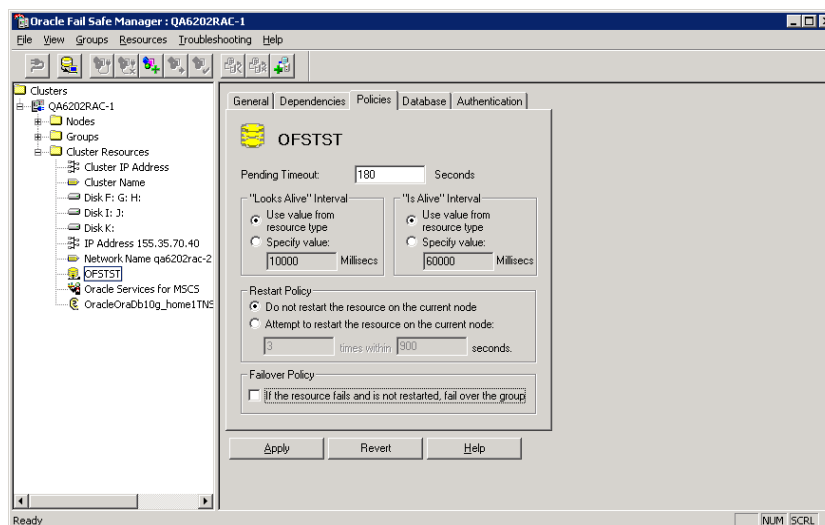 Oracle Fail Safe Manager : QA6202RAC-1
File View Groups Resources Troubleshooting Help
Clusters
QA6202RAC-1
Nodes
Groups
Cluster Resources
Cluster IP Address
Cluster Name
Disk F: G: H:
Disk I: J:
Disk K:
IP Address 155.35.70.40
Network Name qa6202rac-2
OFSTST
Oracle Services for MSCS
OracleOraDb10g_home1TNS
General Dependencies Policies Database Authentication
OFSTST
Pending Timeout: 180 Seconds
"Looks Alive" Interval
Use value from
resource type
Specify value:
10000 Millisecs
"Is Alive" Interval
Use value from
resource type
Specify value:
60000 Millisecs
Restart Policy
Do not restart the resource on the current node
Attempt to restart the resource on the current node:
3 times within 900 seconds.
Failover Policy
If the resource fails and is not restarted, fail over the group
Apply Revert Help
Ready NUM SCRL